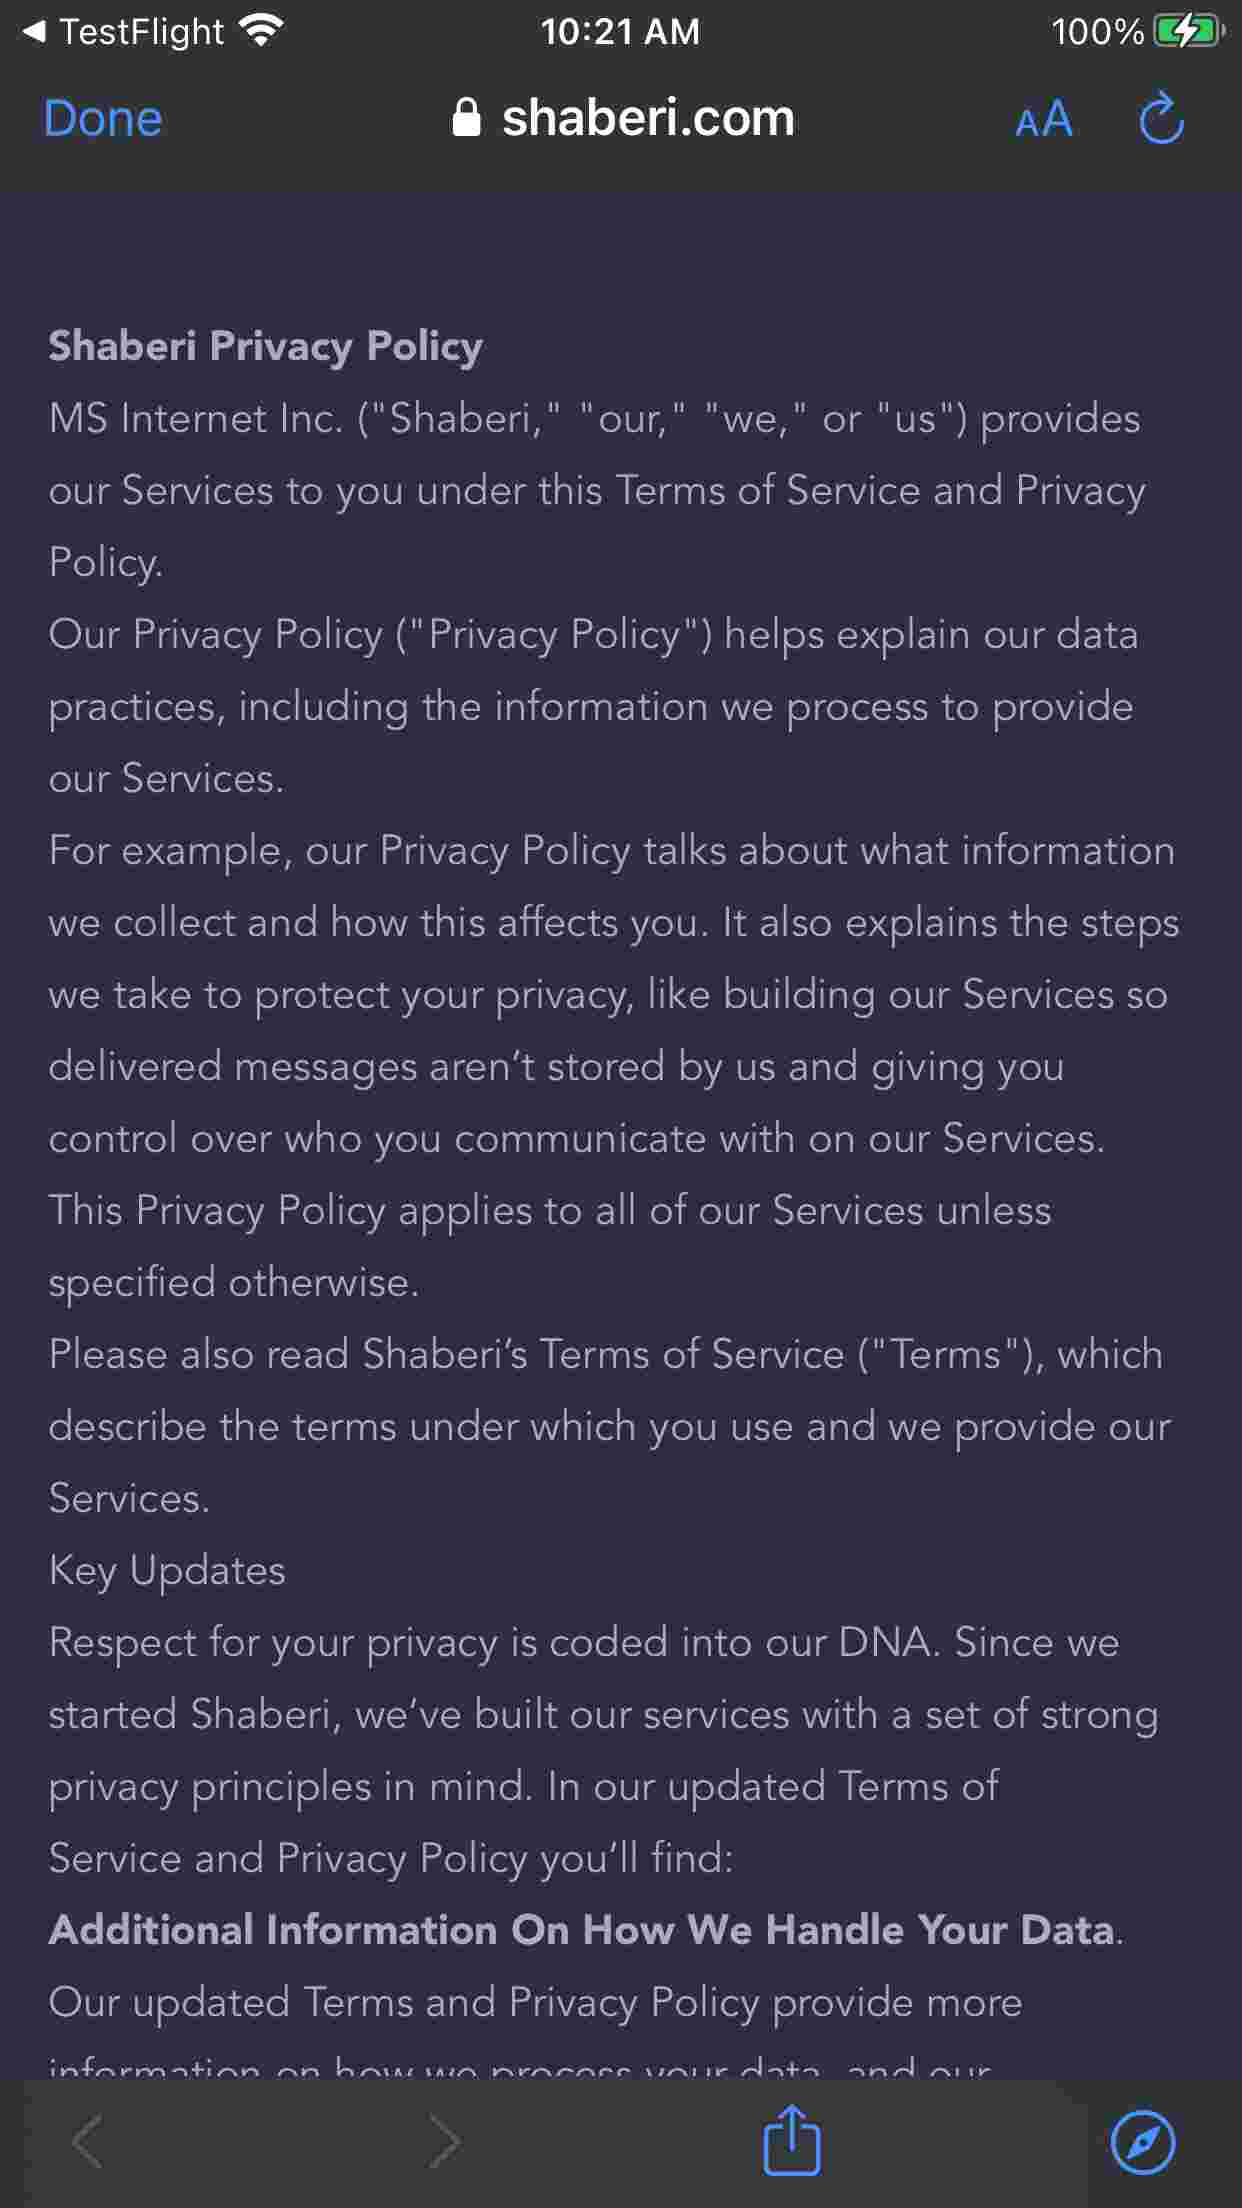 TestFlight
10:21 AM
100%
Done
shaberi.com
AA
Shaberi Privacy Policy
MS Internet Inc. ("Shaberi," "our," "we," or "us") provides
our Services to you under this Terms of Service and Privacy
Policy.
Our Privacy Policy ("Privacy Policy") helps explain our data
practices, including the information we process to provide
our Services.
For example, our Privacy Policy talks about what information
we collect and how this affects you. It also explains the steps
we take to protect your privacy, like building our Services so
delivered messages aren’t stored by us and giving you
control over who you communicate with on our Services.
This Privacy Policy applies to all of our Services unless
specified otherwise.
Please also read Shaberi’s Terms of Service ("Terms"), which
describe the terms under which you use and we provide our
Services.
Key Updates
Respect for your privacy is coded into our DNA. Since we
started Shaberi, we’ve built our services with a set of strong
privacy principles in mind. In our updated Terms of
Service and Privacy Policy you’ll find:
Additional Information On How We Handle Your Data.
Our updated Terms and Privacy Policy provide more
information on how we process your data, and our